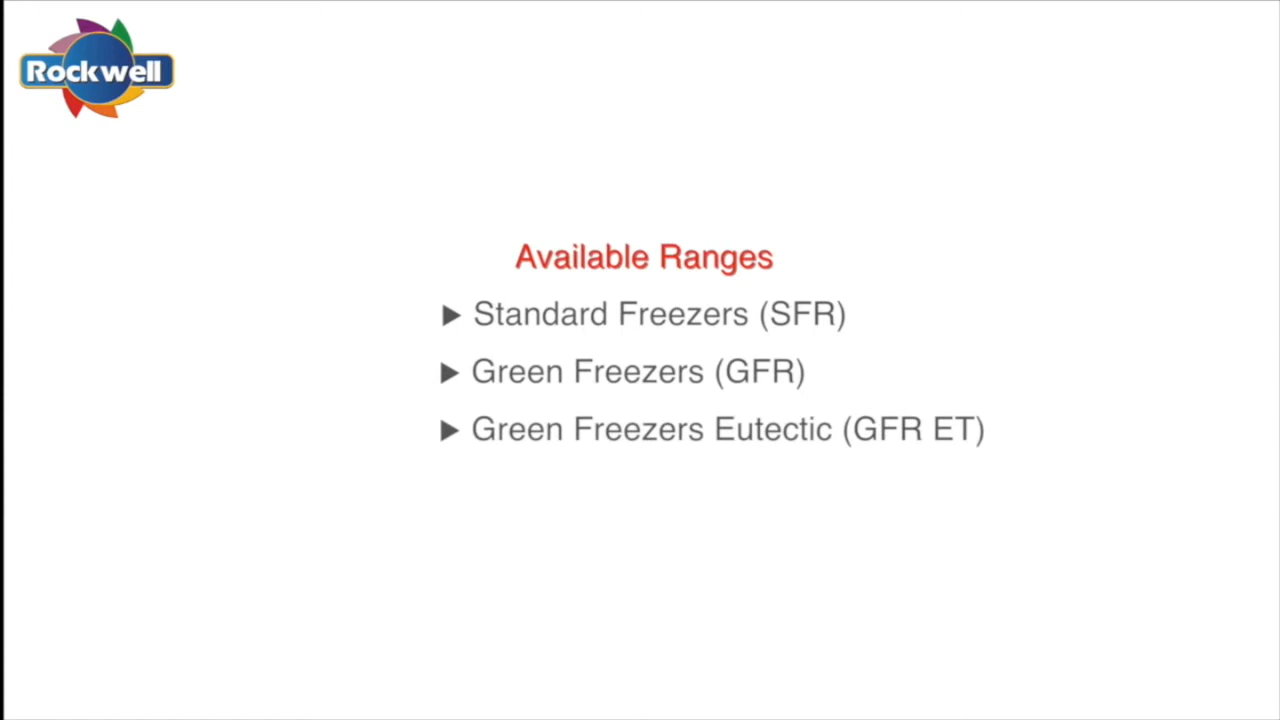 Rockwell
Available Ranges
▶ Standard Freezers (SFR)
▶ Green Freezers (GFR)
▶ Green Freezers Eutectic (GFR ET)